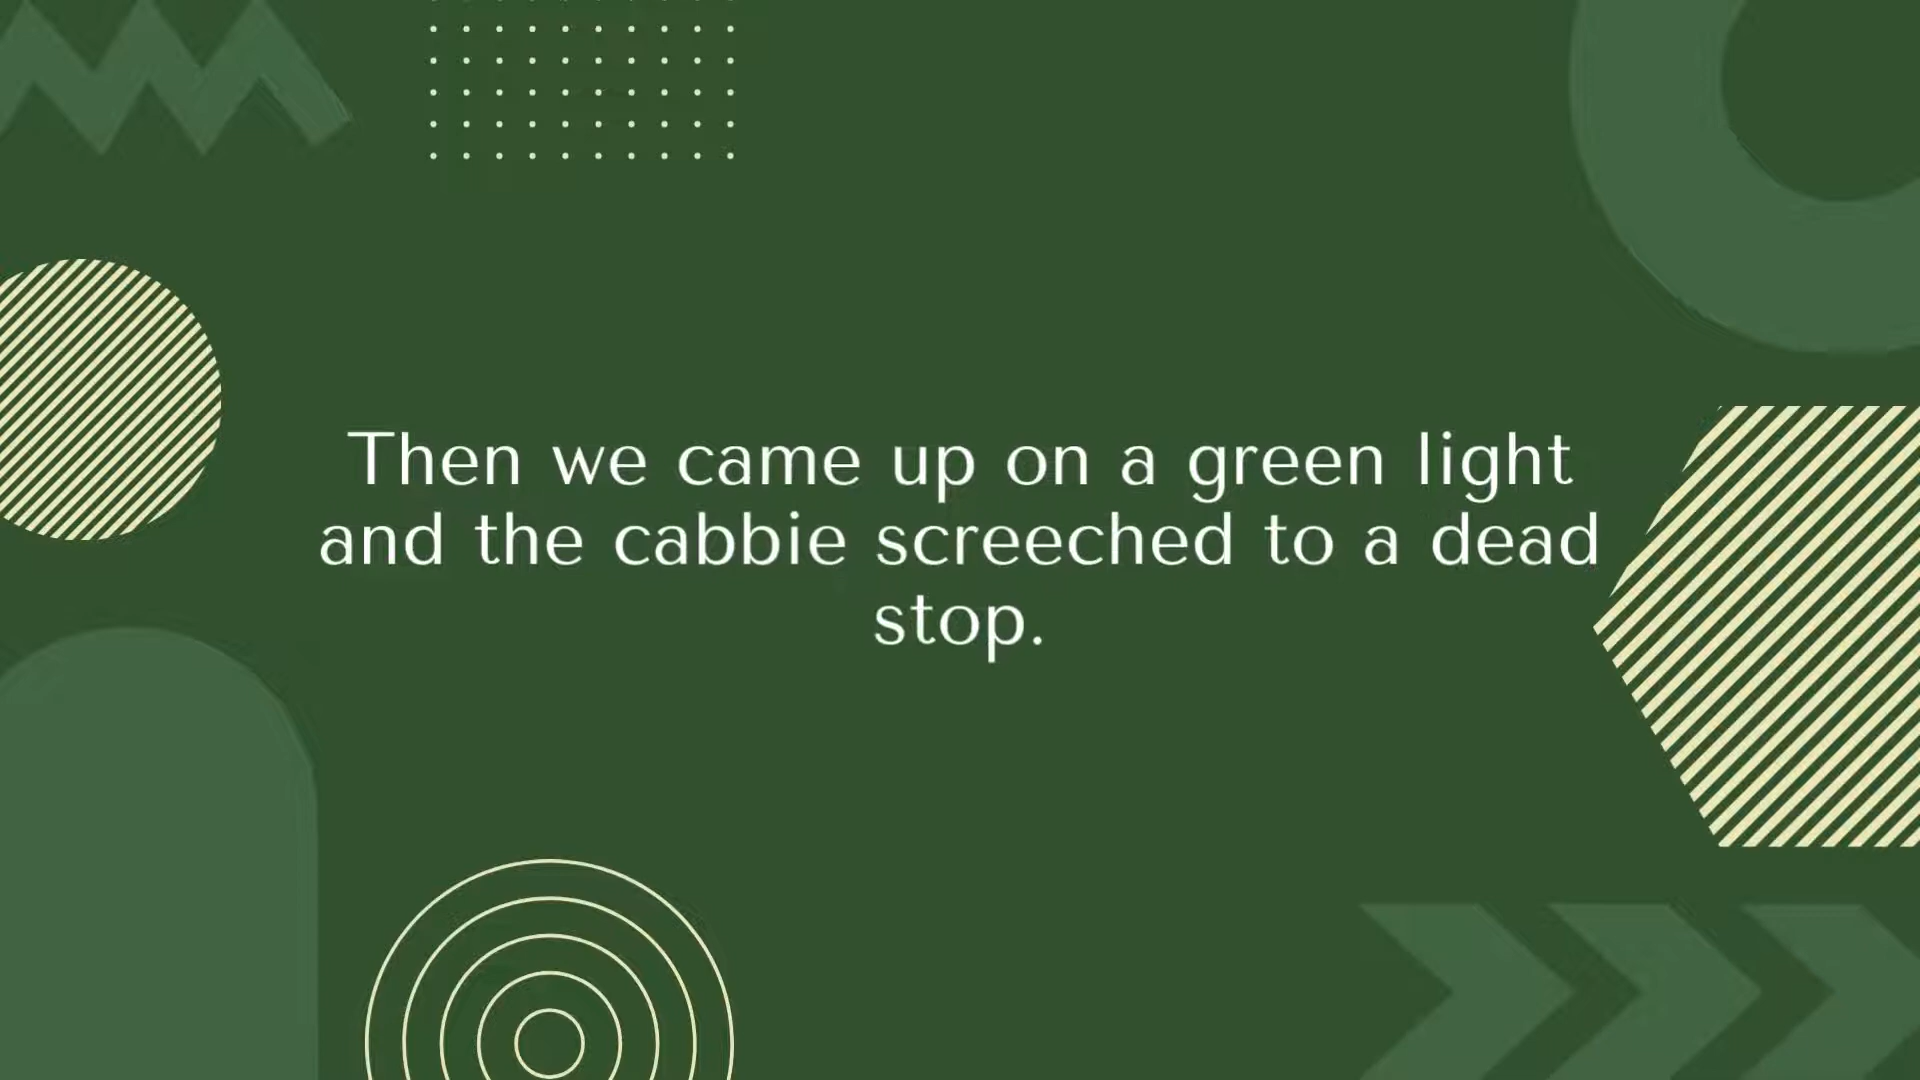 Then we came up on a green light
and the cabbie screeched to a dead
stop.